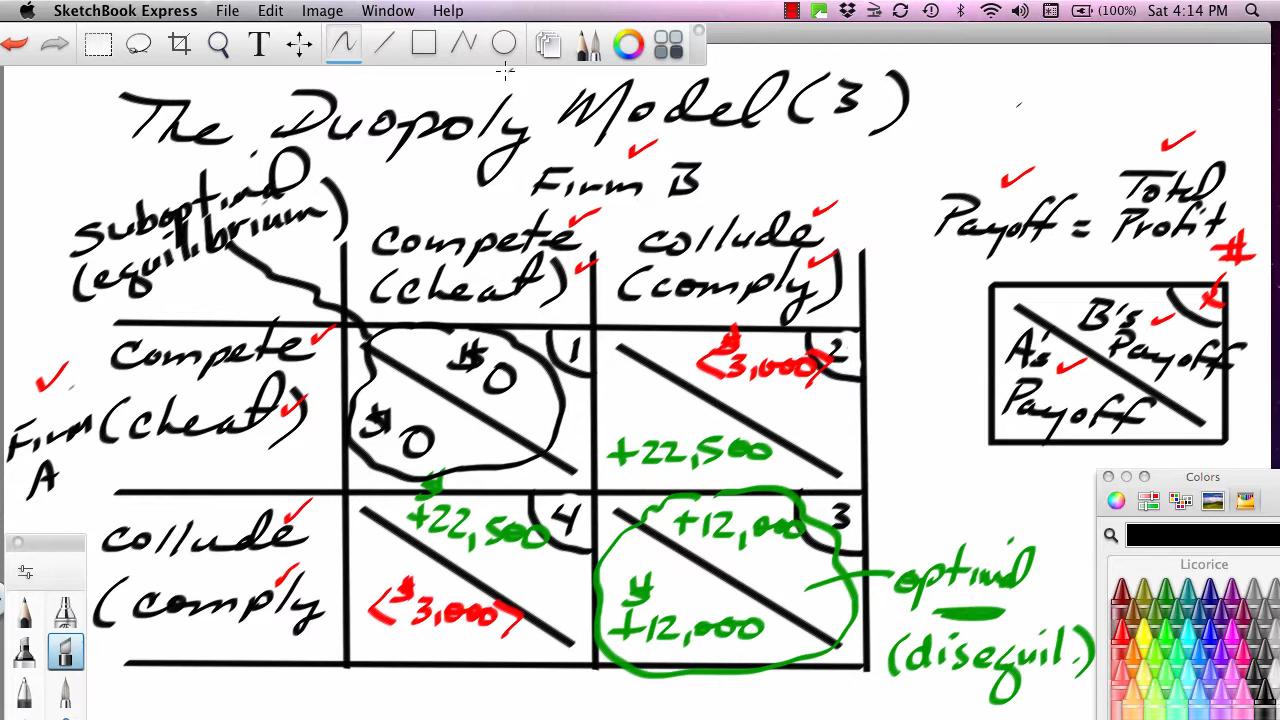 SketchBook Express File Edit Image Window Help (100%) Sat 4:14 PM
T
The Duopoly Model (3)
Firm B
suboptimal
(equilibrium)
compete
(cheat)
collude
(comply)
Payoff = Total Profit
#
B's Payoff
A's Payoff
Firm A
compete
(cheat)
1
$0
$0
2
$
<3,000>
+22,500
collude
(comply
4
$
+22,500
<$3,000>
3
+12,000
$
+12,000
optimal
(disequil.)
Colors
Licorice